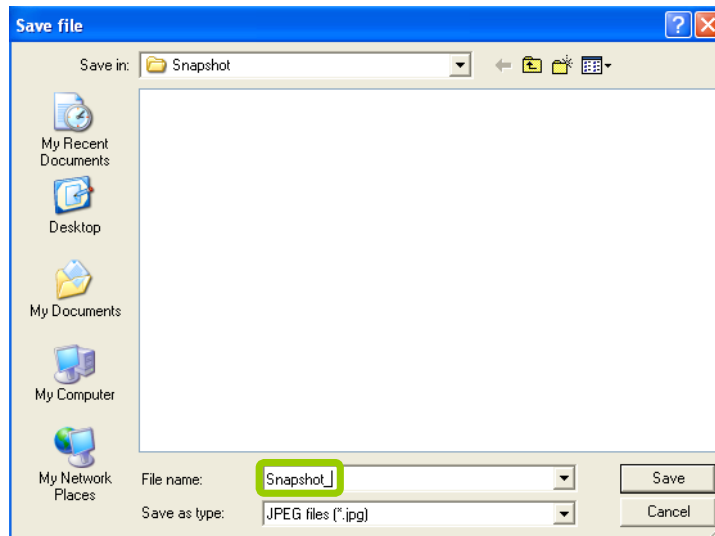 Save file
Save in: Snapshot
My Recent
Documents
Desktop
My Documents
My Computer
My Network
Places
File name: Snapshot_
Save
Save as type: JPEG files (*.jpg)
Cancel